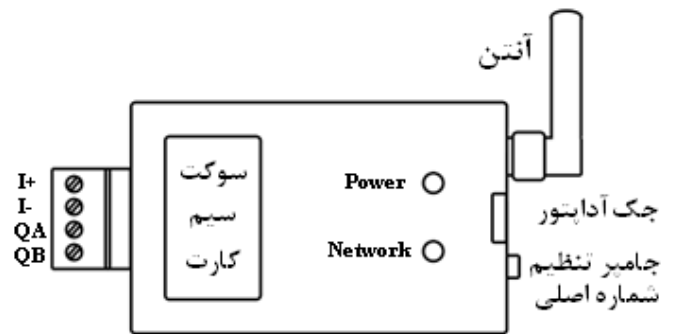 آنتن
سوکت
سیم
کارت
I+
I-
QA
QB
Power
Network
جک آداپتور
جامپر تنظیم
شماره اصلی